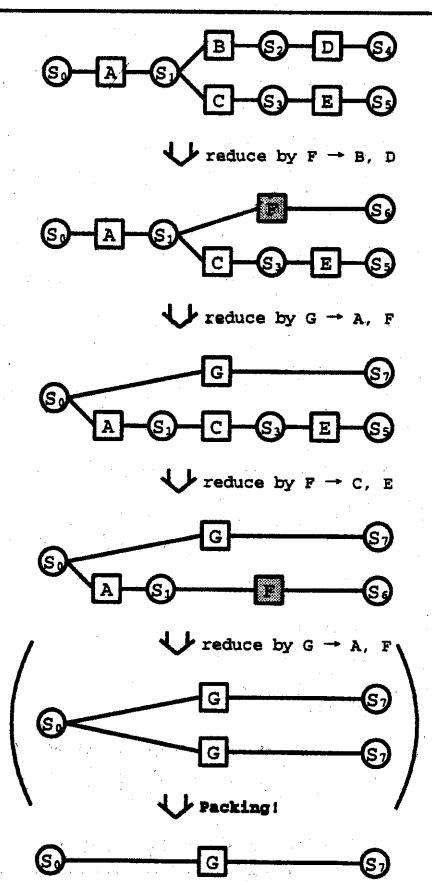 B S₂ D S₄
S₀ A S₁
C S₃ E S₅
reduce by F → B, D
F S₆
S₀ A S₁
C S₃ E S₅
reduce by G → A, F
G S₇
S₀
A S₁ C S₃ E S₅
reduce by F → C, E
G S₇
S₀
A S₁ F S₆
reduce by G → A, F
G S₇
S₀
G S₇
Packing!
S₀ G S₇